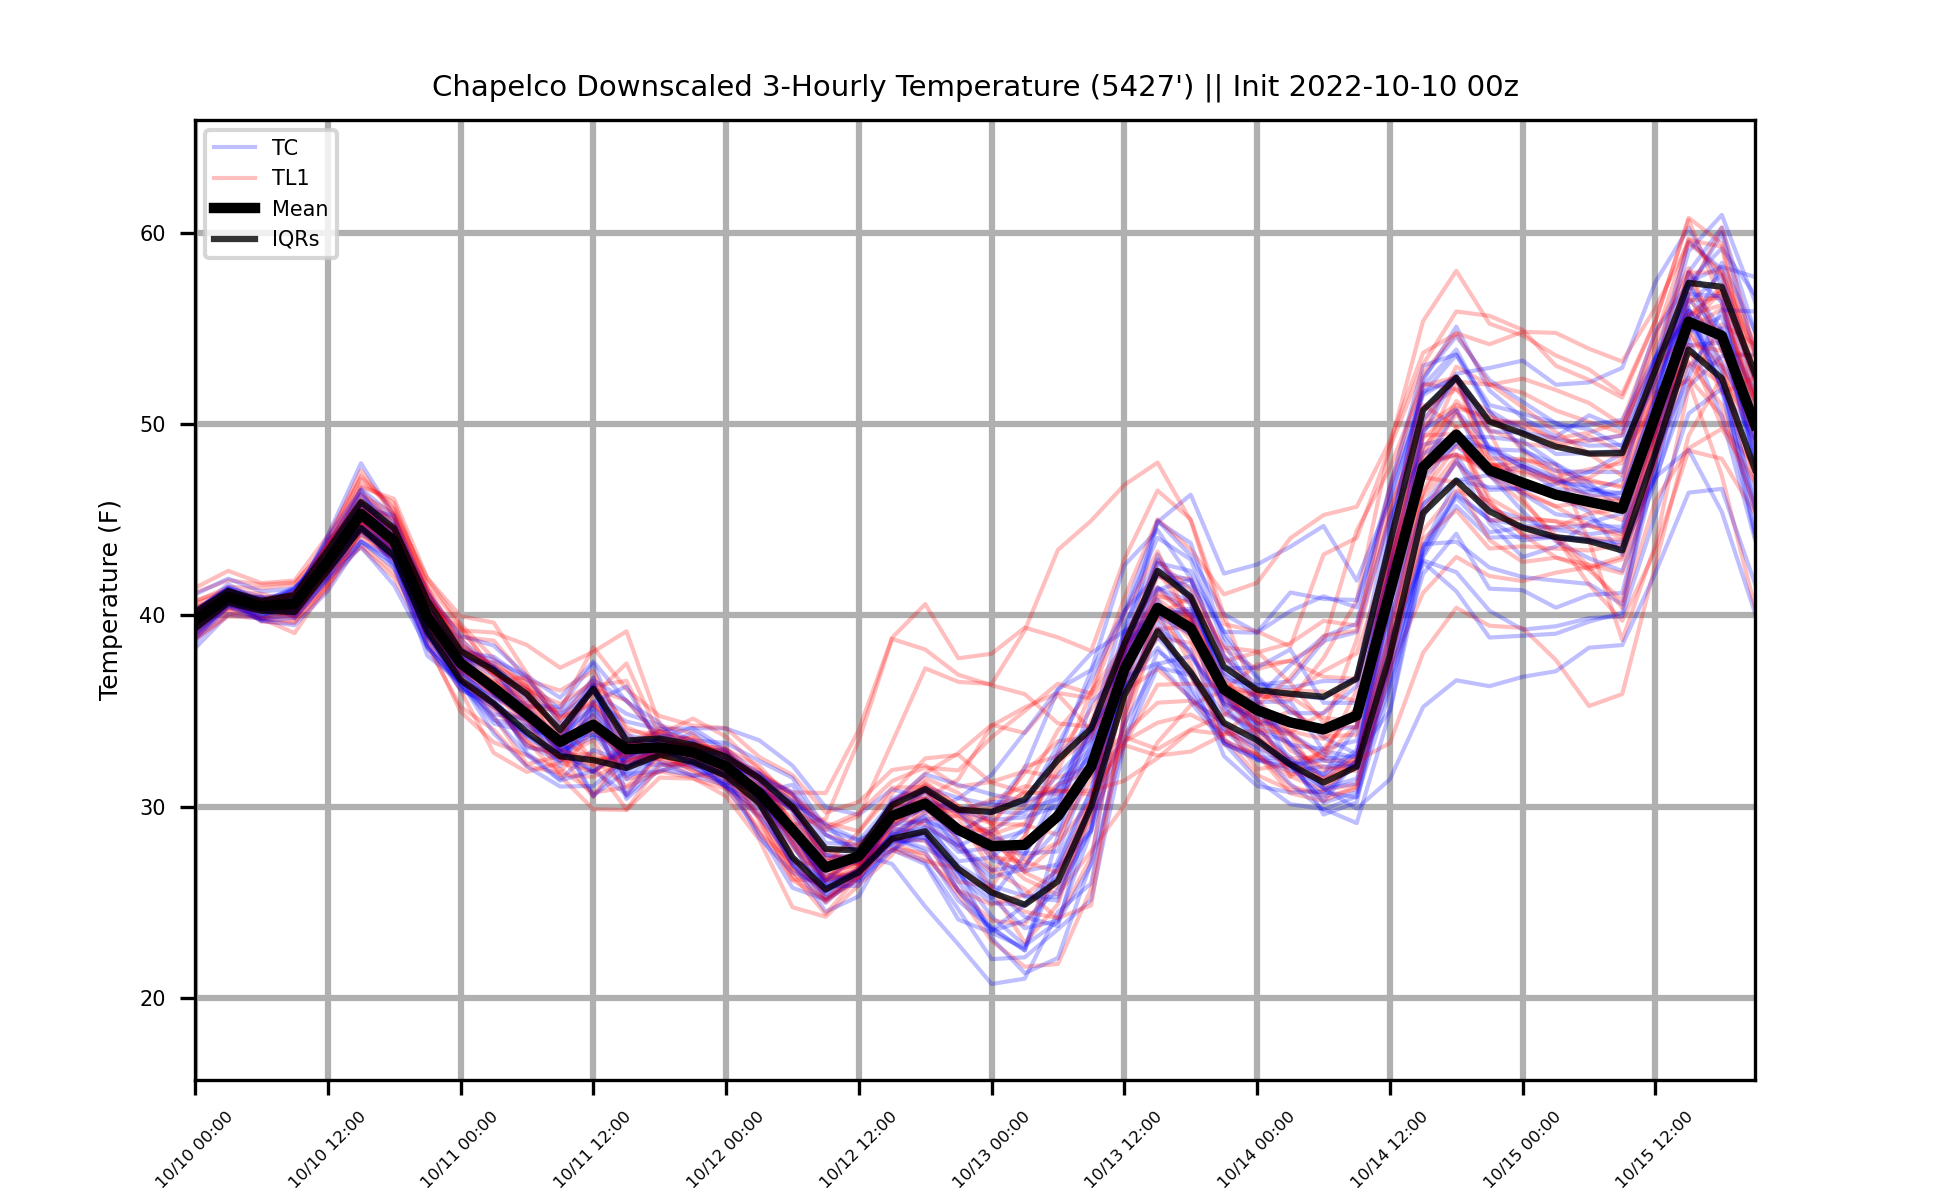 Chapelco Downscaled 3-Hourly Temperature (5427') || Init 2022-10-10 00z
TC
TL1
Mean
IQRs
Temperature (F)
60
50
40
30
20
10/10 00:00
10/10 12:00
10/11 00:00
10/11 12:00
10/12 00:00
10/12 12:00
10/13 00:00
10/13 12:00
10/14 00:00
10/14 12:00
10/15 00:00
10/15 12:00